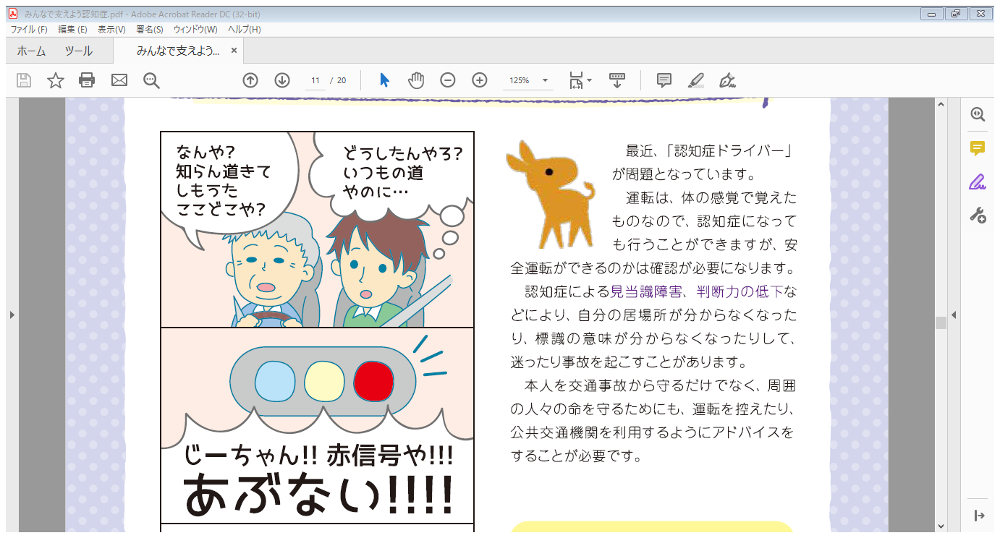 みんなで支えよう認知症.pdf - Adobe Acrobat Reader DC (32-bit)
ファイル(F) 編集(E) 表示(V) 署名(S) ウィンドウ(W) ヘルプ(H)
ホーム ツール みんなで支えよう... ×
11 / 20 125%
なんや?
知らん道きて
しもうた
ここどこや?
どうしたんやろ?
いつもの道
やのに…
じーちゃん!! 赤信号や!!!
あぶない!!!!
最近、「認知症ドライバー」
が問題となっています。
運転は、体の感覚で覚えた
ものなので、認知症になって
も行うことができますが、安
全運転ができるのかは確認が必要になります。
認知症による見当識障害、判断力の低下な
どにより、自分の居場所が分からなくなった
り、標識の意味が分からなくなったりして、
迷ったり事故を起こすことがあります。
本人を交通事故から守るだけでなく、周囲
の人々の命を守るためにも、運転を控えたり、
公共交通機関を利用するようにアドバイスを
することが必要です。